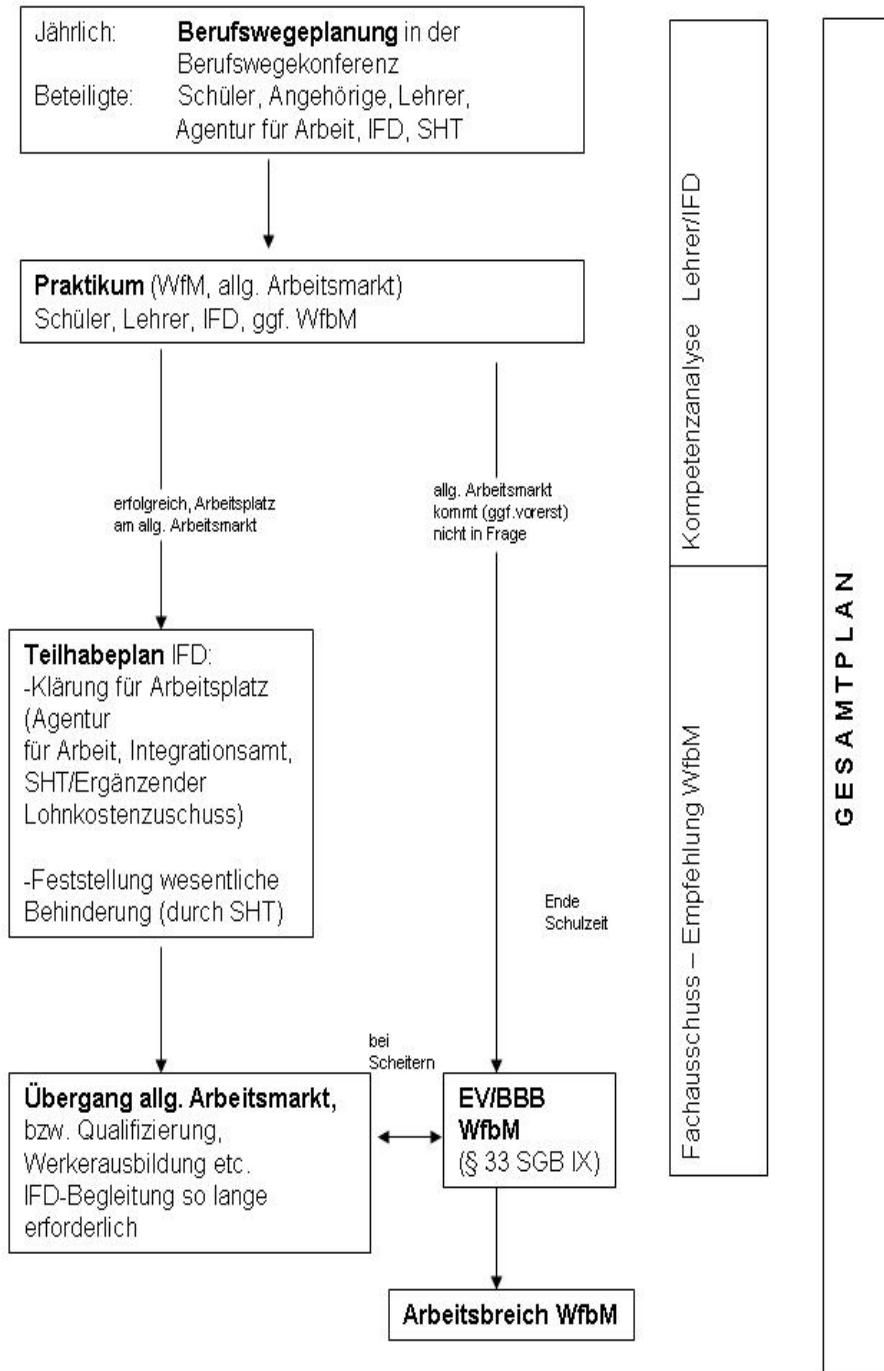 Jährlich: Berufswegeplanung in der
Berufswegekonferenz
Beteiligte: Schüler, Angehörige, Lehrer,
Agentur für Arbeit, IFD, SHT
Praktikum (WfM, allg. Arbeitsmarkt)
Schüler, Lehrer, IFD, ggf. WfbM
erfolgreich, Arbeitsplatz
am allg. Arbeitsmarkt
allg. Arbeitsmarkt
kommt (ggf.vorerst)
nicht in Frage
Teilhabeplan IFD:
-Klärung für Arbeitsplatz
(Agentur
für Arbeit, Integrationsamt,
SHT/Ergänzender
Lohnkostenzuschuss)
-Feststellung wesentliche
Behinderung (durch SHT)
Ende
Schulzeit
bei
Scheitern
Übergang allg. Arbeitsmarkt,
bzw. Qualifizierung,
Werkerausbildung etc.
IFD-Begleitung so lange
erforderlich
EV/BBB
WfbM
(§ 33 SGB IX)
Arbeitsbreich WfbM
Kompetenzanalyse Lehrer/IFD
Fachausschuss – Empfehlung WfbM
GESAMTPLAN